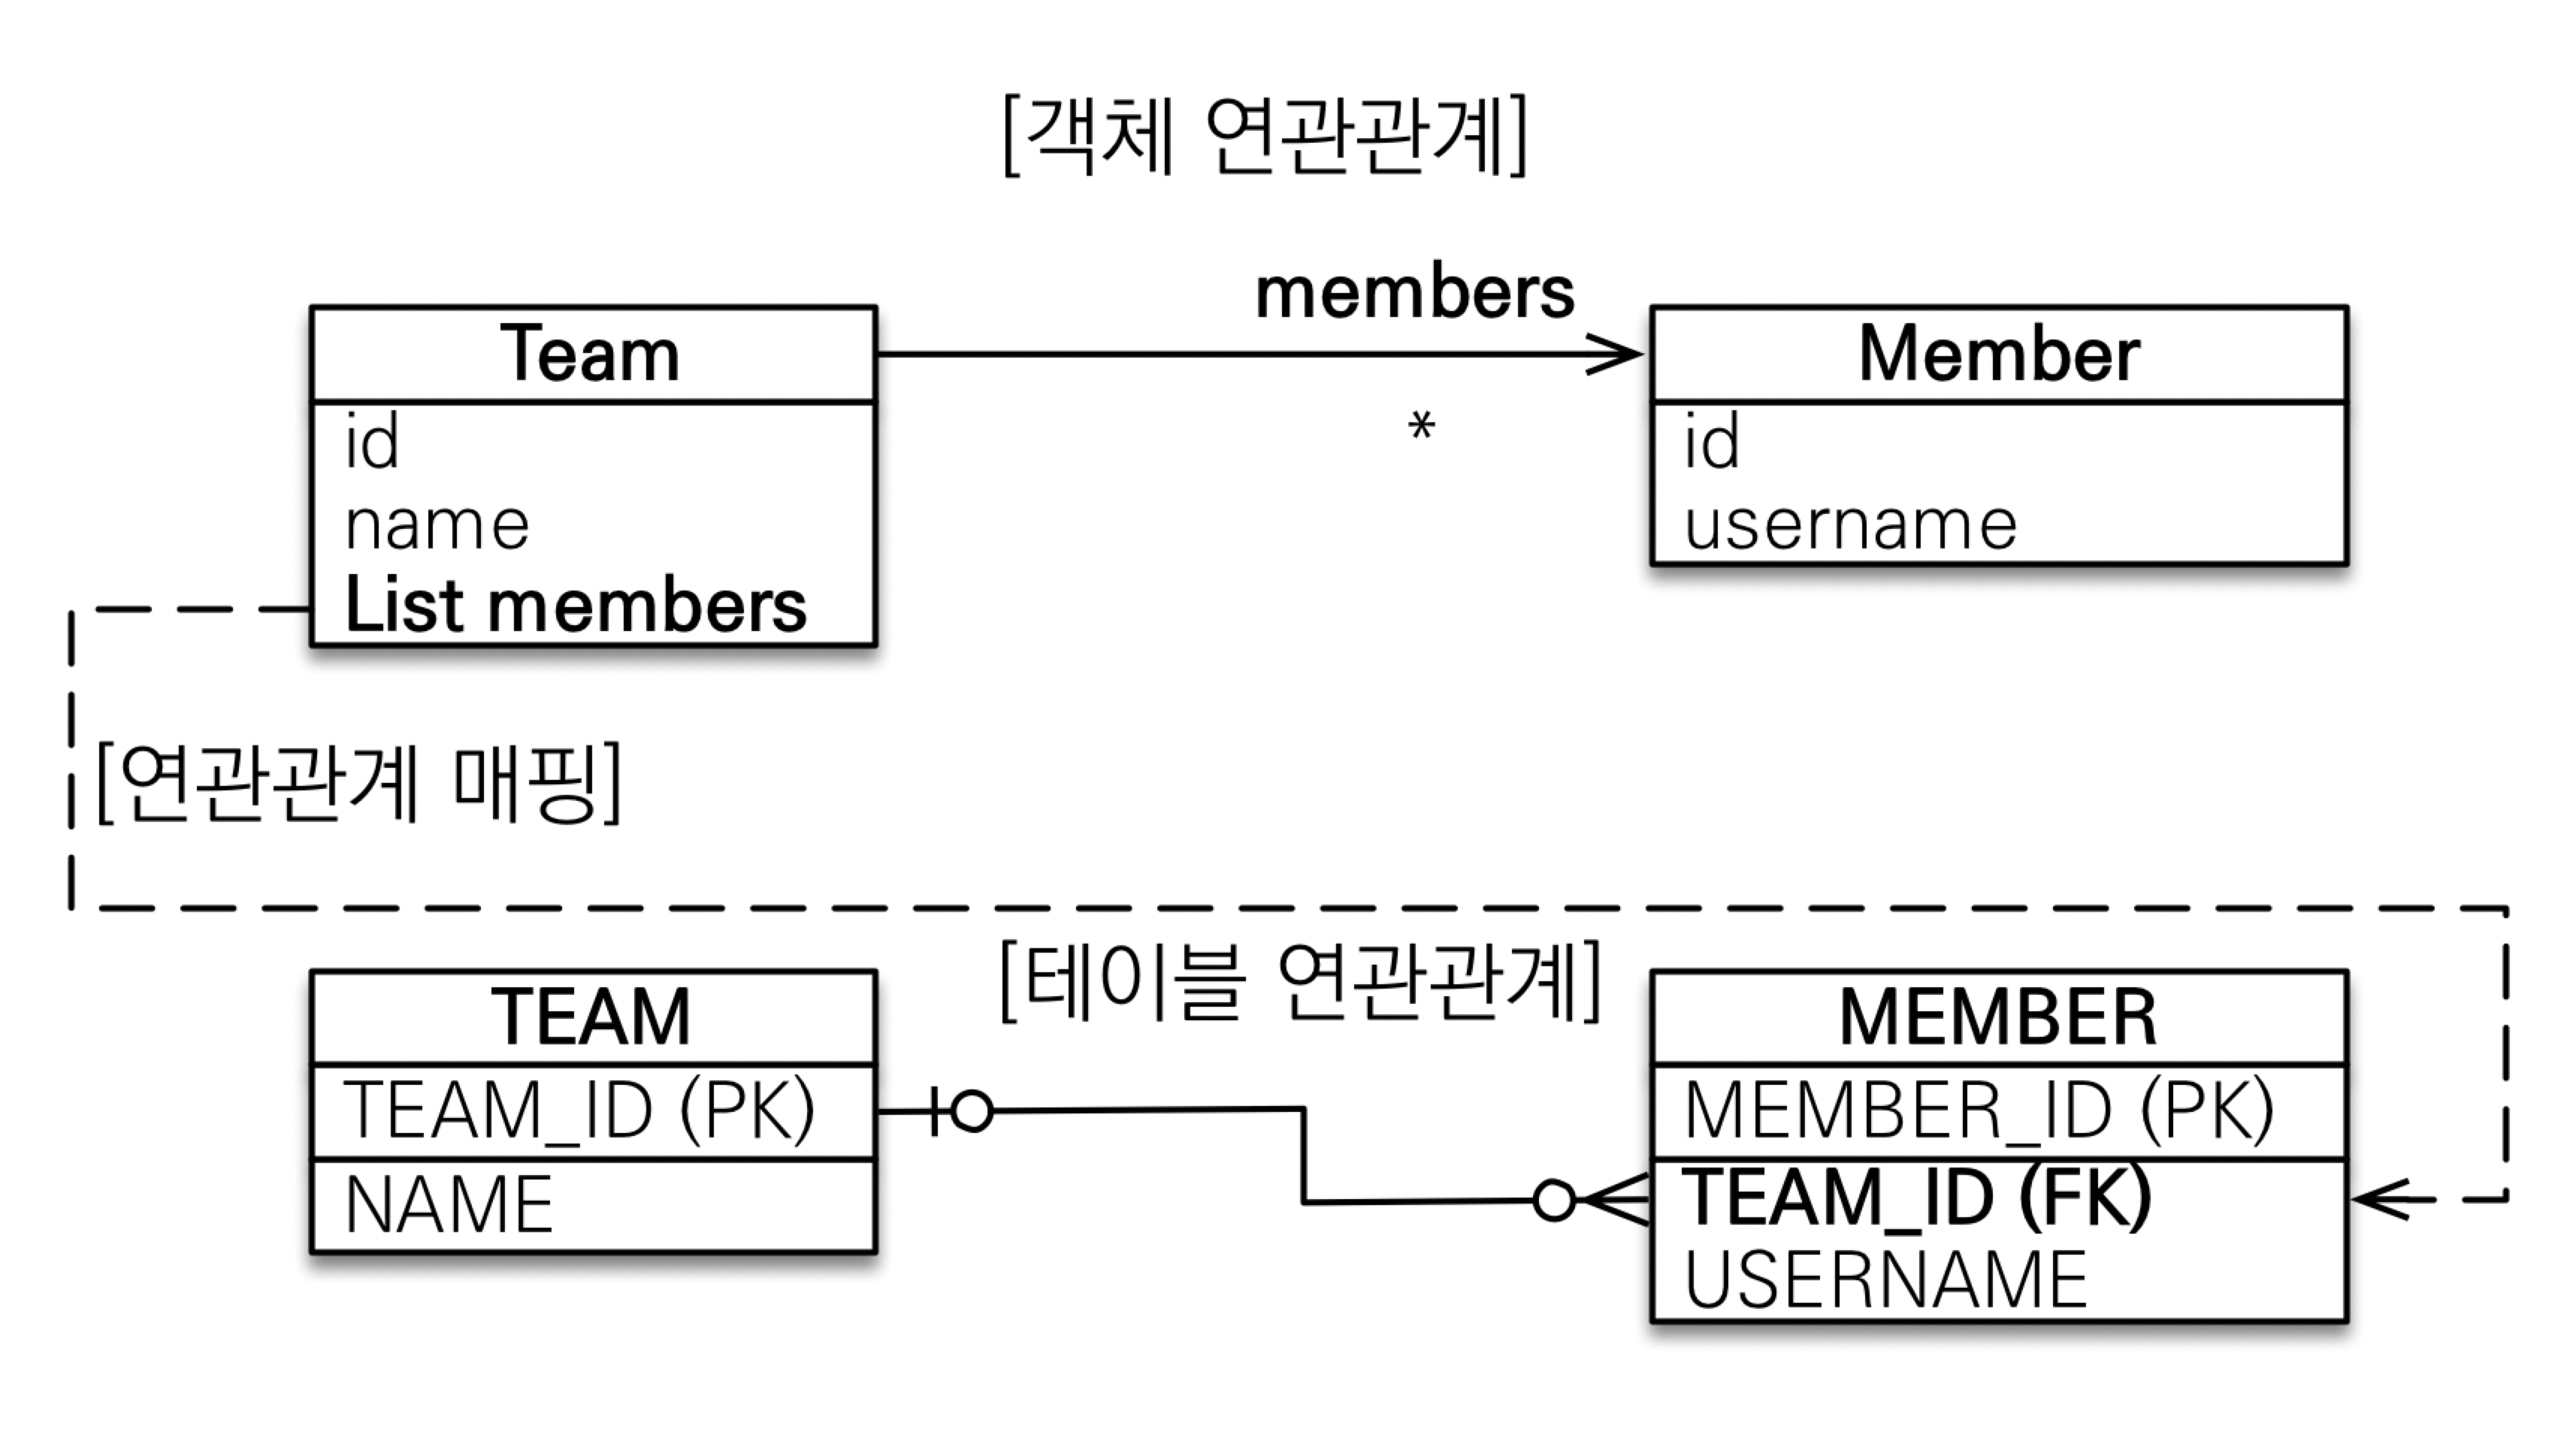 [객체 연관관계]
members
Team
id
name
List members
*
Member
id
username
[연관관계 매핑]
[테이블 연관관계]
TEAM
TEAM_ID (PK)
NAME
MEMBER
MEMBER_ID (PK)
TEAM_ID (FK)
USERNAME